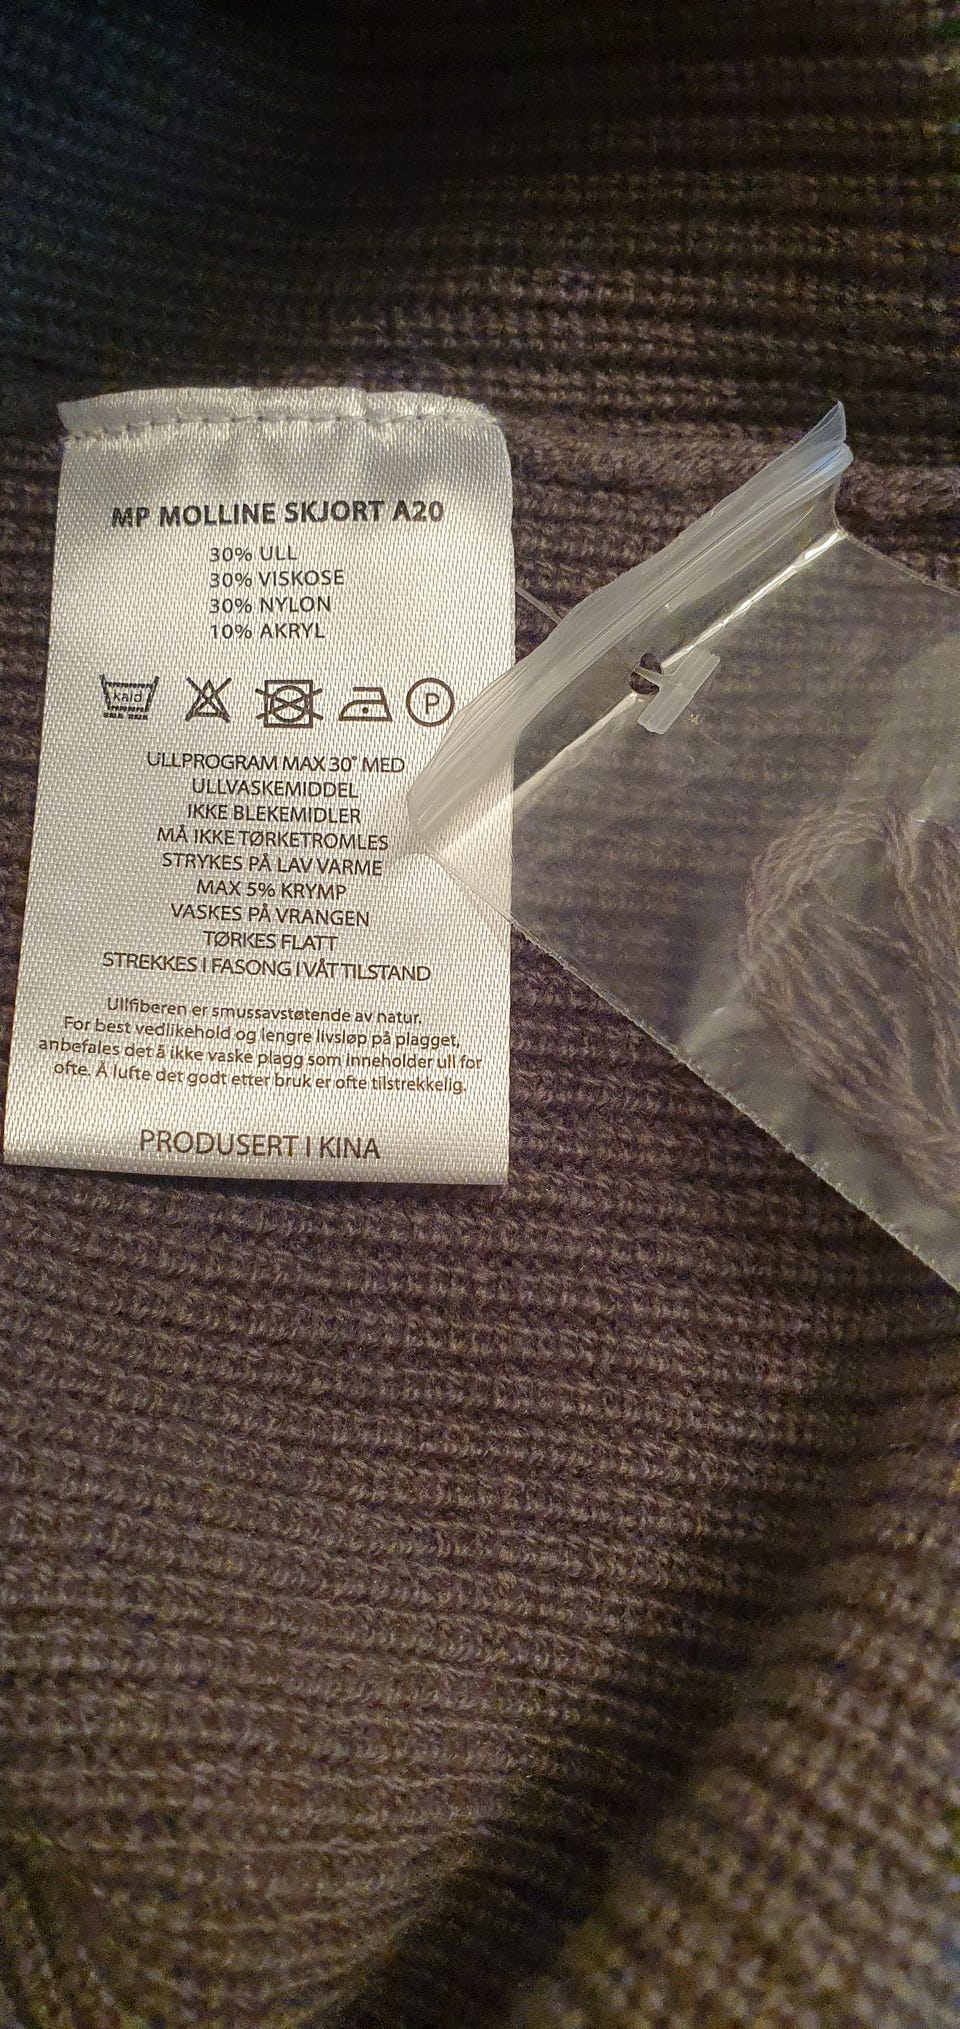 MP MOLLINE SKJORT A20
30% ULL
30% VISKOSE
30% NYLON
10% AKRYL
kald P
ULLPROGRAM MAX 30° MED
ULLVASKEMIDDEL
IKKE BLEKEMIDLER
MÅ IKKE TØRKETROMLES
STRYKES PÅ LAV VARME
MAX 5% KRYMP
VASKES PÅ VRANGEN
TØRKES FLATT
STREKKES I FASONG I VÅT TILSTAND
Ullfiberen er smussavstøtende av natur.
For best vedlikehold og lengre livsløp på plagget,
anbefales det å ikke vaske plagg som inneholder ull for
ofte. Å lufte det godt etter bruk er ofte tilstrekkelig.
PRODUSERT I KINA